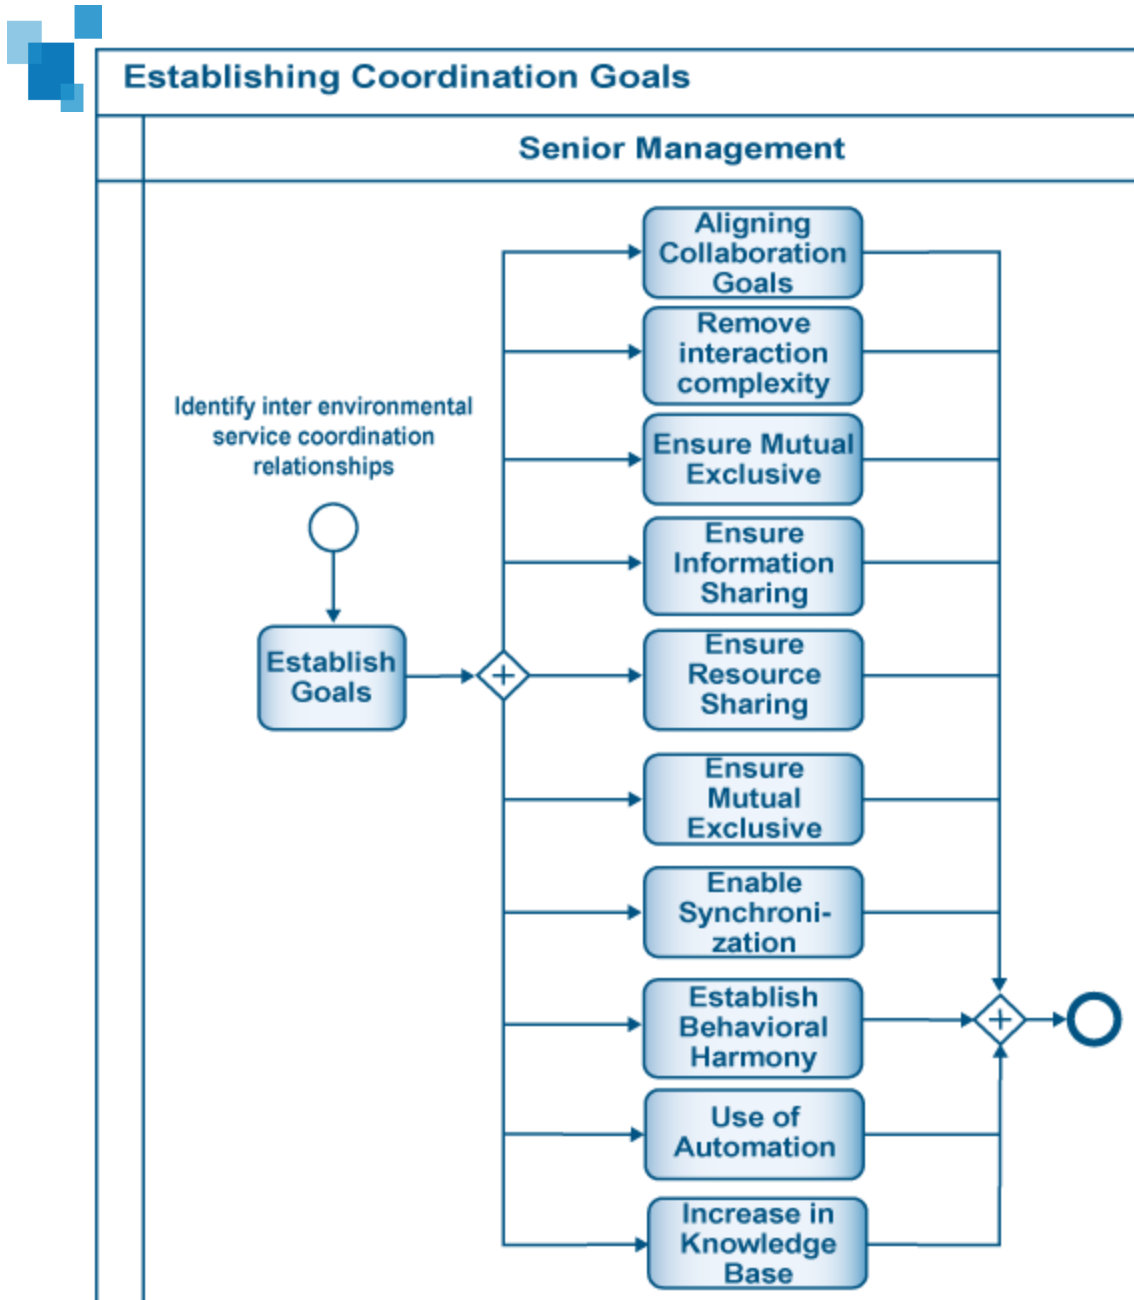 Establishing Coordination Goals
Senior Management
Aligning
Collaboration
Goals
Remove
interaction
complexity
Identify inter environmental
service coordination
relationships
Ensure Mutual
Exclusive
Ensure
Information
Sharing
Establish
Goals
Ensure
Resource
Sharing
Ensure
Mutual
Exclusive
Enable
Synchroni-
zation
Establish
Behavioral
Harmony
Use of
Automation
Increase in
Knowledge
Base